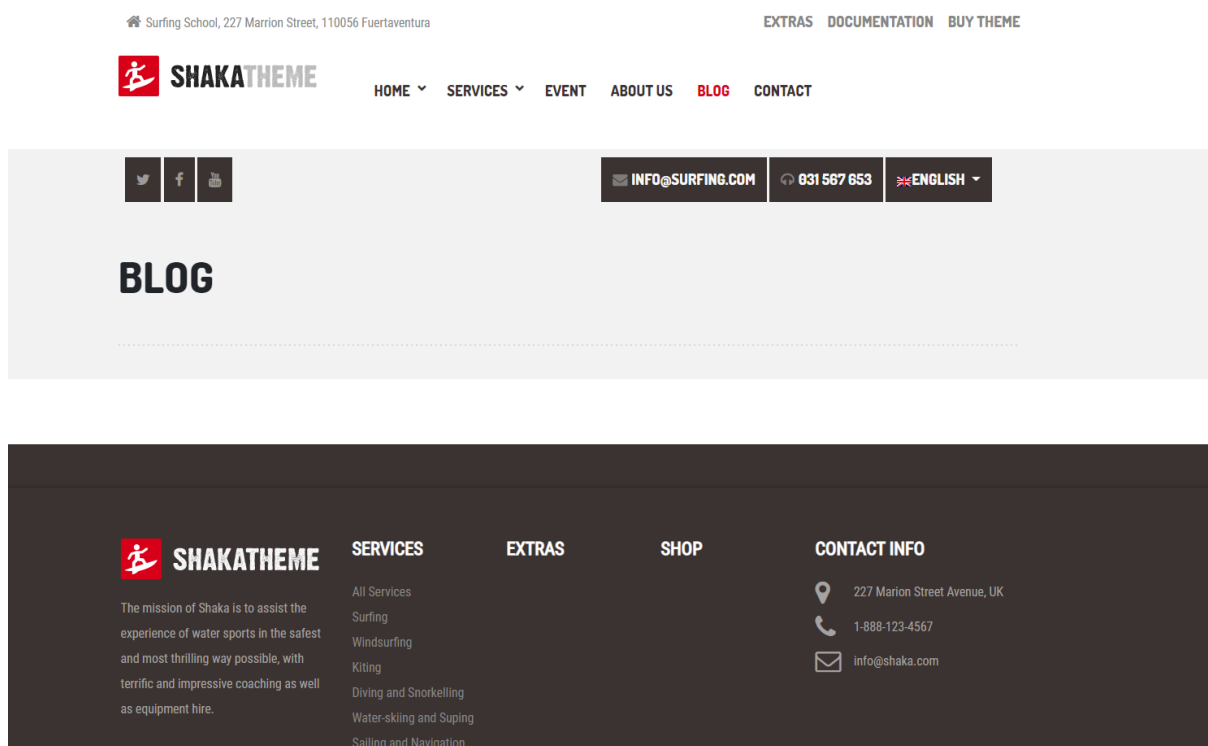 Surfing School, 227 Marrion Street, 110056 Fuertaventura
EXTRAS DOCUMENTATION BUY THEME
SHAKATHEME
HOME SERVICES EVENT ABOUT US BLOG CONTACT
INFO@SURFING.COM 031 567 653 ENGLISH
BLOG
SHAKATHEME
The mission of Shaka is to assist the
experience of water sports in the safest
and most thrilling way possible, with
terrific and impressive coaching as well
as equipment hire.
SERVICES
All Services
Surfing
Windsurfing
Kiting
Diving and Snorkelling
Water-skiing and Suping
Sailing and Navigation
EXTRAS
SHOP
CONTACT INFO
227 Marion Street Avenue, UK
1-888-123-4567
info@shaka.com